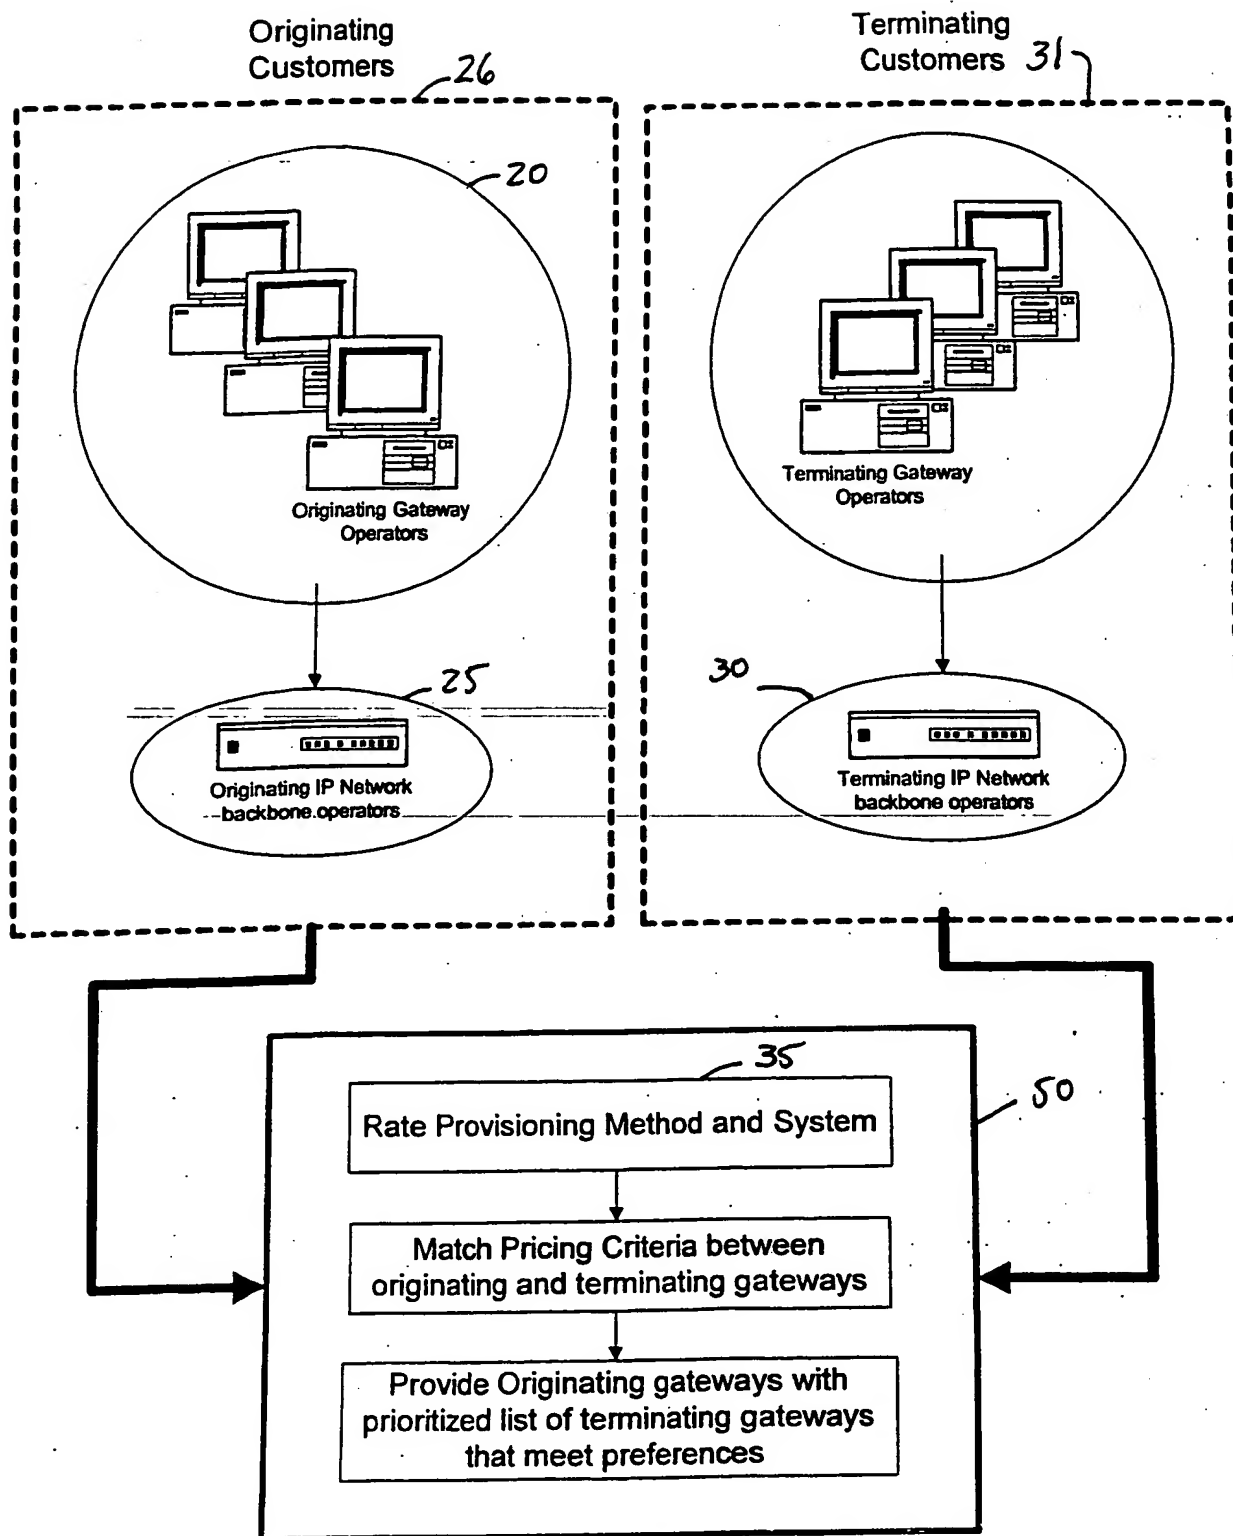 Originating
Customers
26
20
Originating Gateway
Operators
25
Originating IP Network
backbone operators
Terminating
Customers 31
Terminating Gateway
Operators
30
Terminating IP Network
backbone operators
35
50
Rate Provisioning Method and System
Match Pricing Criteria between
originating and terminating gateways
Provide Originating gateways with
prioritized list of terminating gateways
that meet preferences